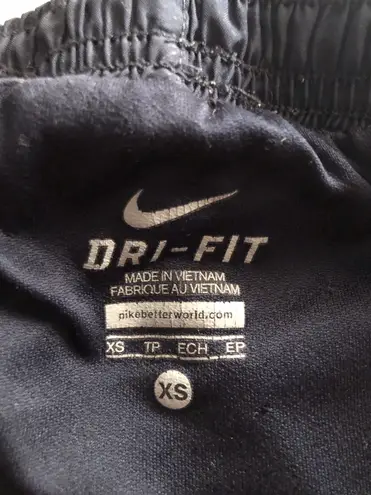 DRI-FIT
MADE IN VIETNAM
FABRIQUE AU VIETNAM
nikebetterworld.com
XS TP ECH EP
XS